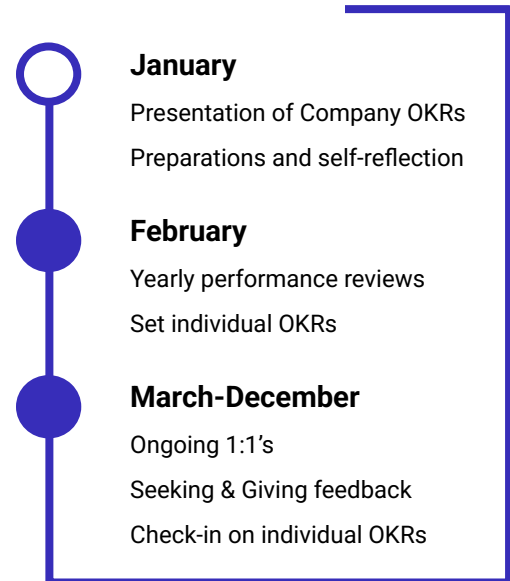 January
Presentation of Company OKRs
Preparations and self-reflection
February
Yearly performance reviews
Set individual OKRs
March-December
Ongoing 1:1’s
Seeking & Giving feedback
Check-in on individual OKRs